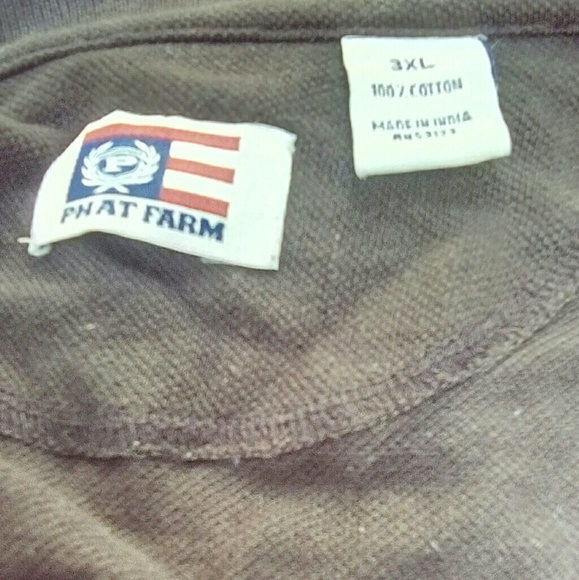 P
PHAT FARM
3XL
100% COTTON
MADE IN INDIA